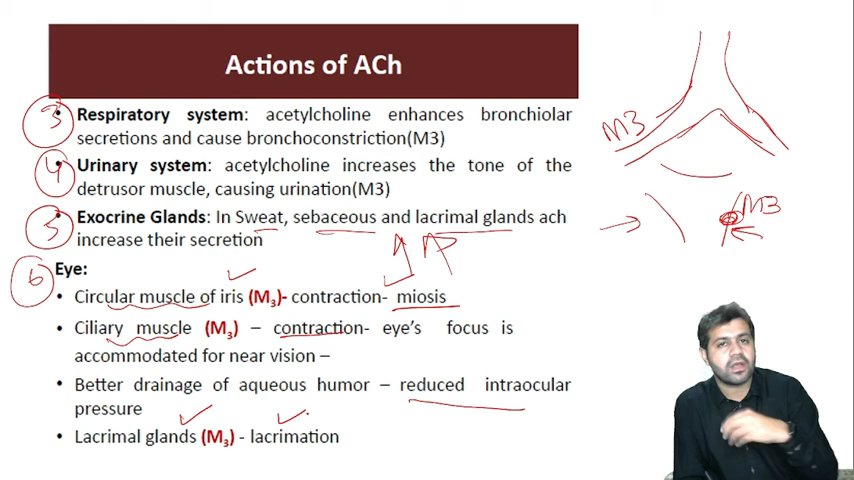 Actions of ACh
3 • Respiratory system: acetylcholine enhances bronchiolar
secretions and cause bronchoconstriction(M3)
4 • Urinary system: acetylcholine increases the tone of the
detrusor muscle, causing urination(M3)
5 • Exocrine Glands: In Sweat, sebaceous and lacrimal glands ach
increase their secretion
6 Eye:
• Circular muscle of iris (M3)- contraction- miosis
• Ciliary muscle (M3) – contraction- eye's focus is
accommodated for near vision –
• Better drainage of aqueous humor – reduced intraocular
pressure
• Lacrimal glands (M3) - lacrimation
M3
M3